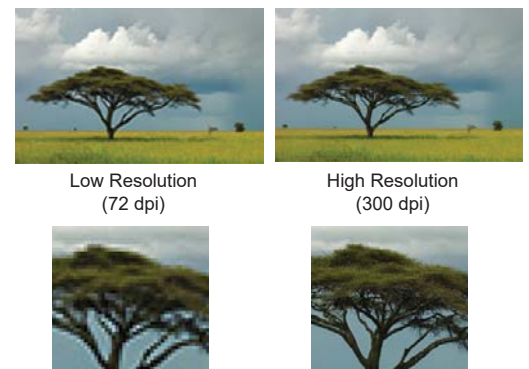 Low Resolution
(72 dpi)
High Resolution
(300 dpi)